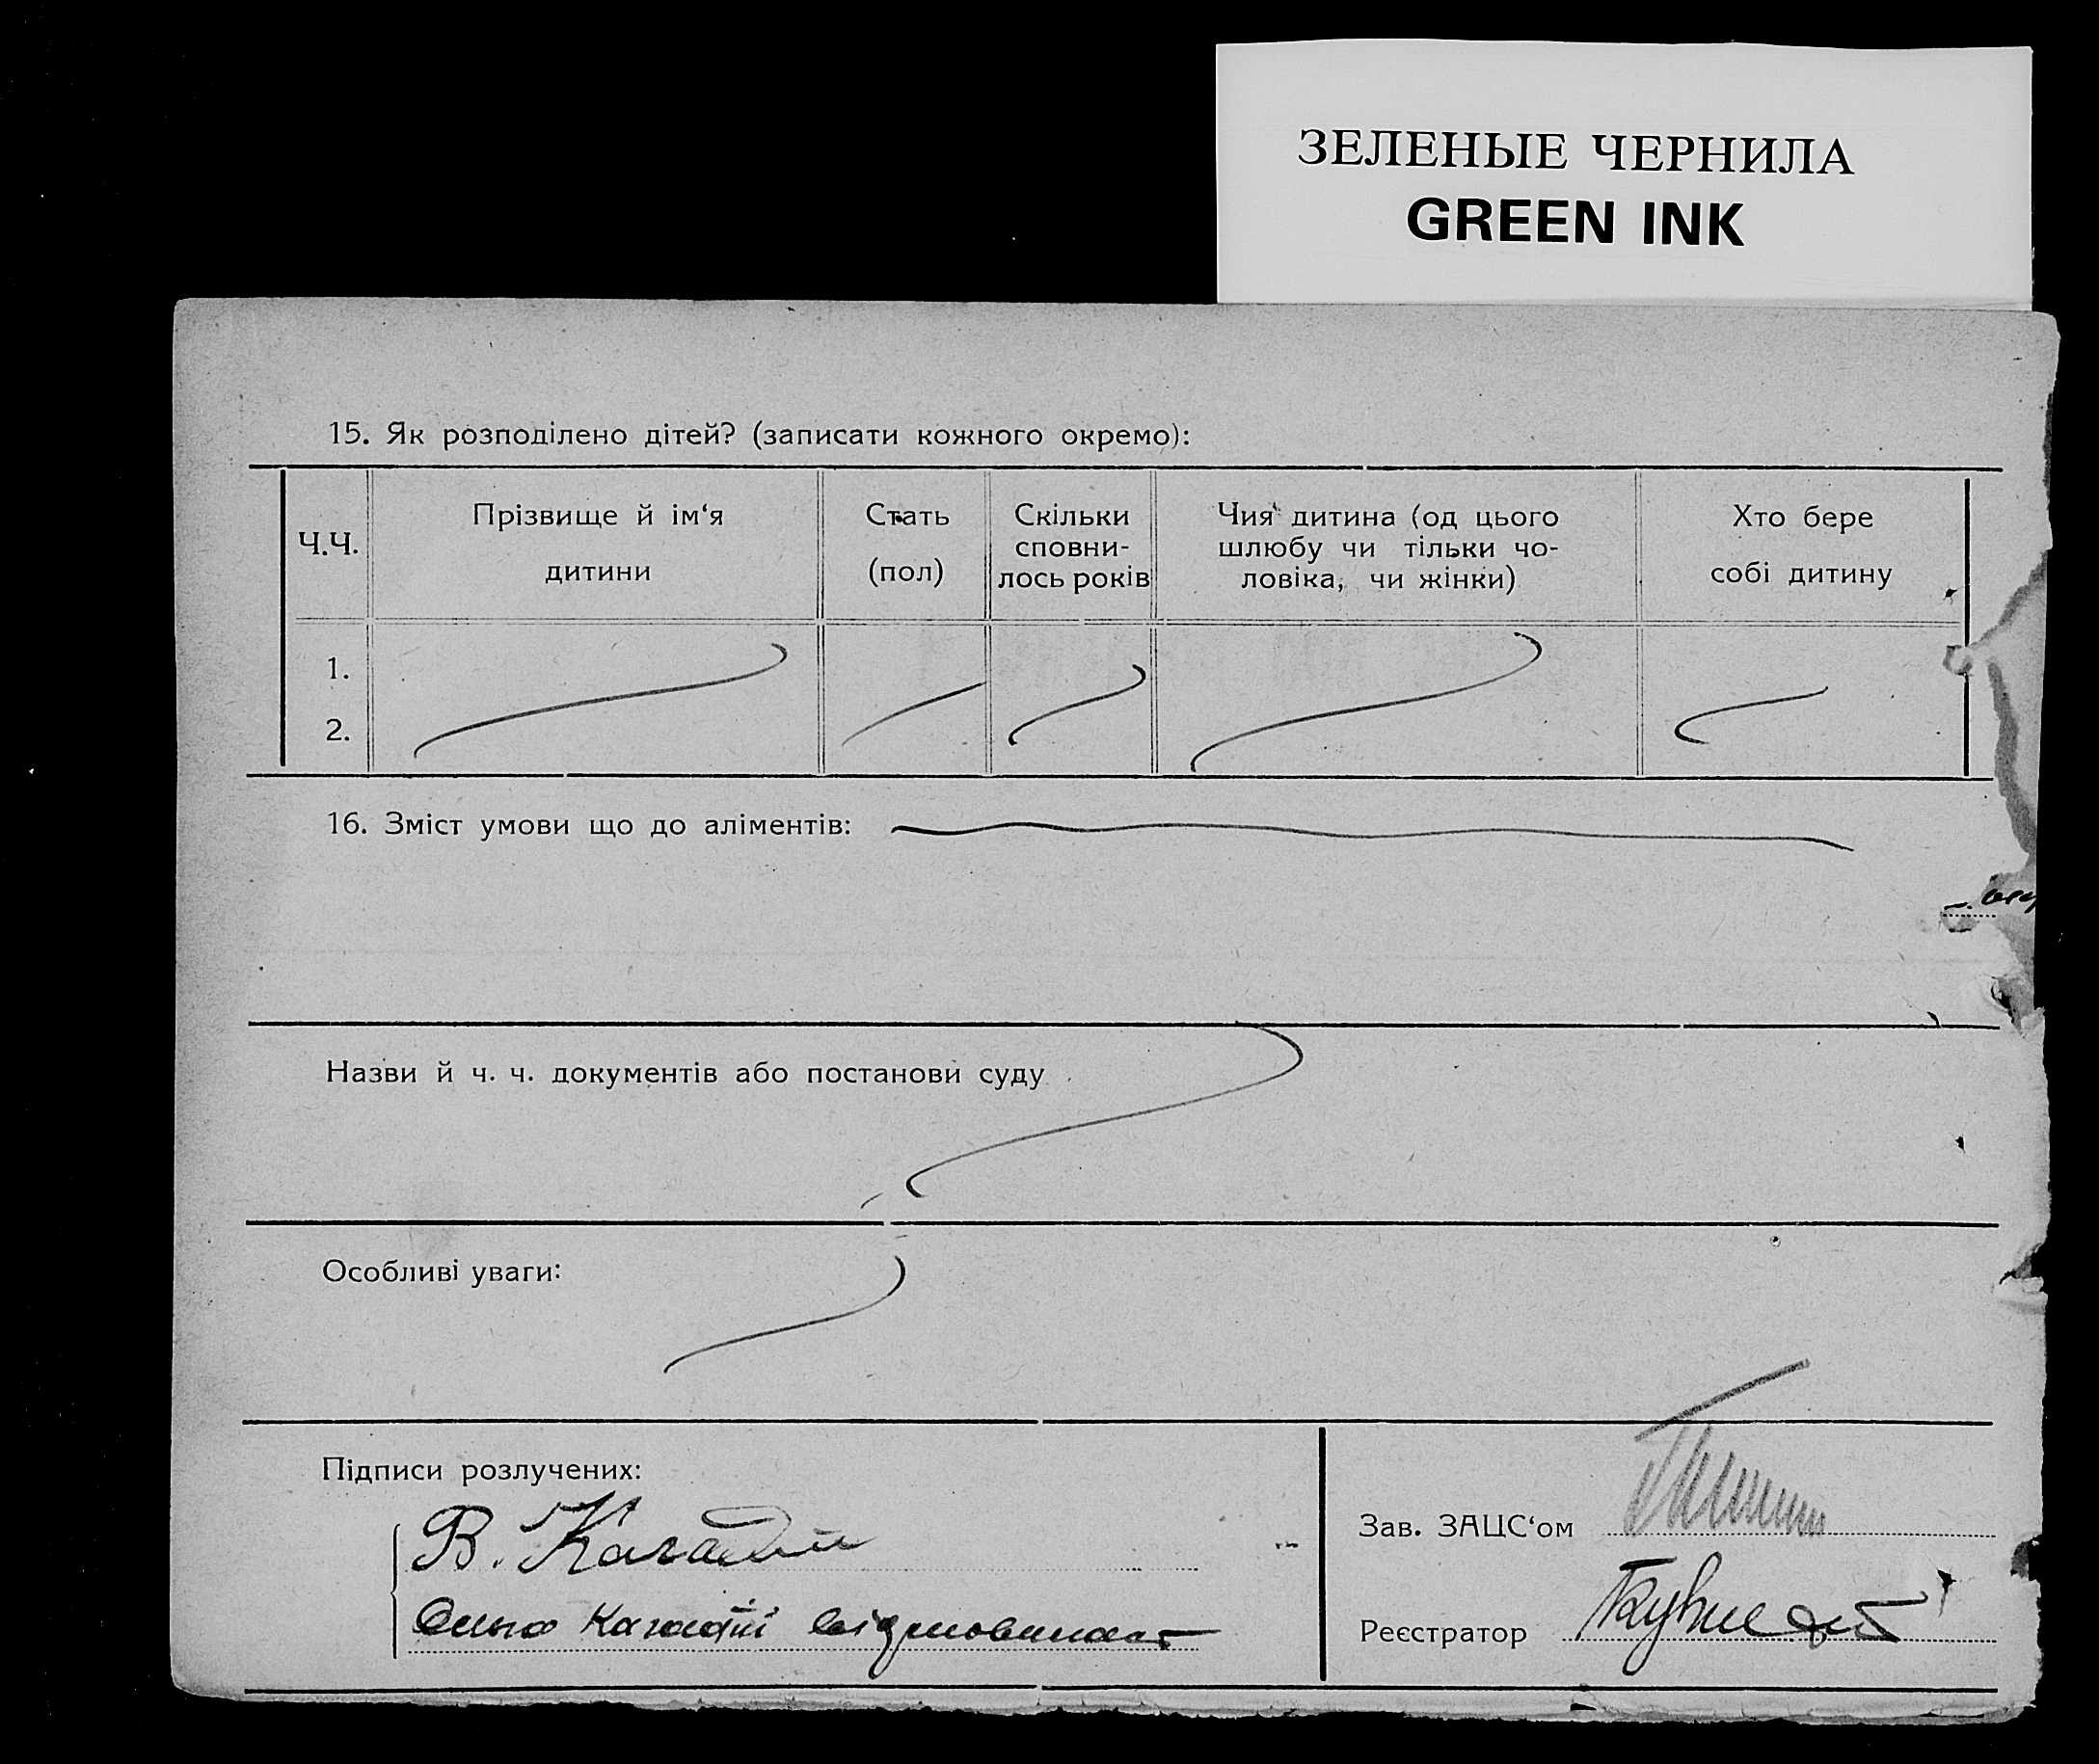 ЗЕЛЕНЫЕ ЧЕРНИЛА
GREEN INK
15. Як розподілено дітей? (записати кожного окремо):
Ч.Ч.
Прізвище й ім‘я
дитини
Стать
(пол)
Скільки
сповни-
лось років
Чия дитина (од цього
шлюбу чи тільки чо-
ловіка, чи жінки)
Хто бере
собі дитину
1.
2.
16. Зміст умови що до аліментів:
Назви й ч. ч. документів або постанови суду
Особливі уваги:
Підписи розлучених:
В.
відмовилась
Зав. ЗАЦС‘ом
Реєстратор